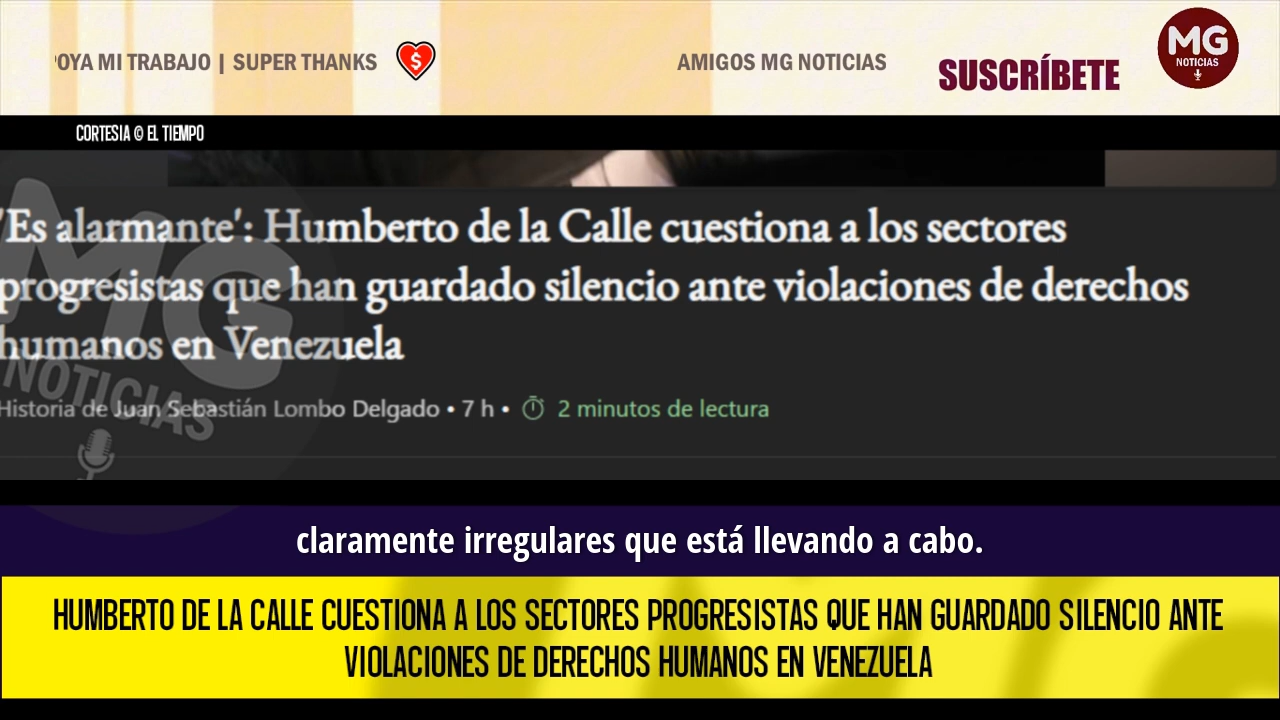 OYA MI TRABAJO | SUPER THANKS
$
AMIGOS MG NOTICIAS
SUSCRÍBETE
MG
NOTICIAS
CORTESIA © EL TIEMPO
'Es alarmante': Humberto de la Calle cuestiona a los sectores
progresistas que han guardado silencio ante violaciones de derechos
humanos en Venezuela
Historia de Juan Sebastián Lombo Delgado • 7 h •
2 minutos de lectura
MG
NOTICIAS
claramente irregulares que está llevando a cabo.
HUMBERTO DE LA CALLE CUESTIONA A LOS SECTORES PROGRESISTAS QUE HAN GUARDADO SILENCIO ANTE
VIOLACIONES DE DERECHOS HUMANOS EN VENEZUELA